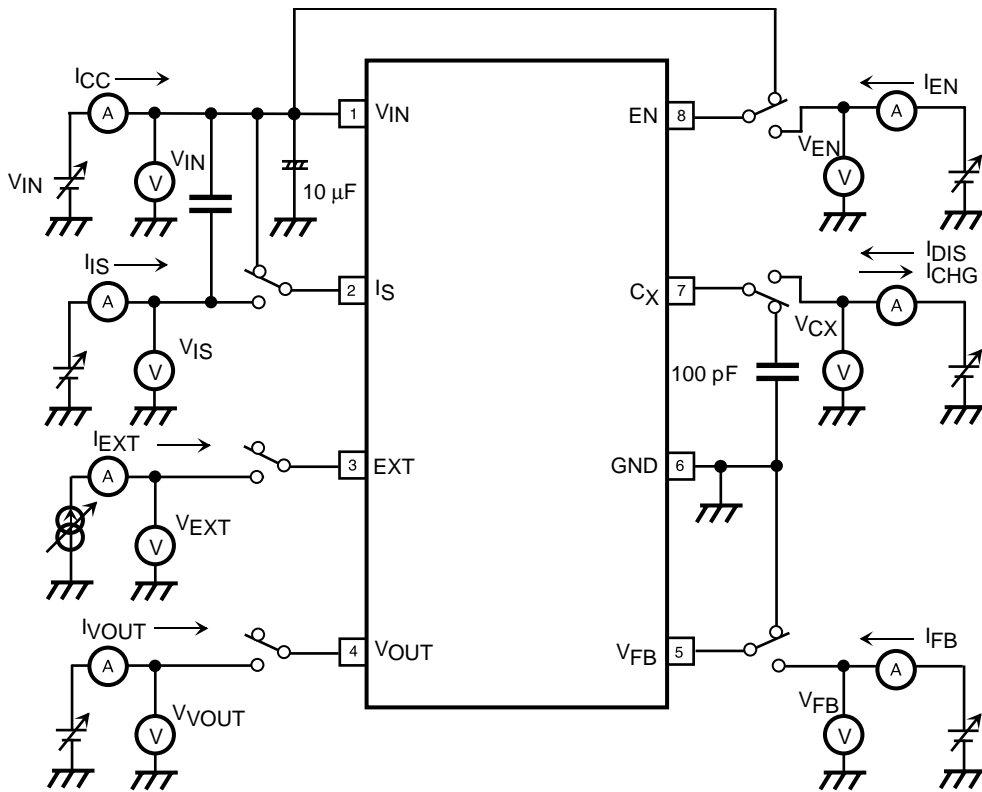 ICC
A
1
VIN
EN
8
A
IEN
VIN
V
VIN
10 μF
VEN
V
IIS
A
2
IS
CX
7
IDIS
ICHG
A
VIS
V
VCX
V
100 pF
IEXT
A
3
EXT
GND
6
VEXT
V
IVOUT
A
4
VOUT
VFB
5
IFB
A
VVOUT
V
VFB
V